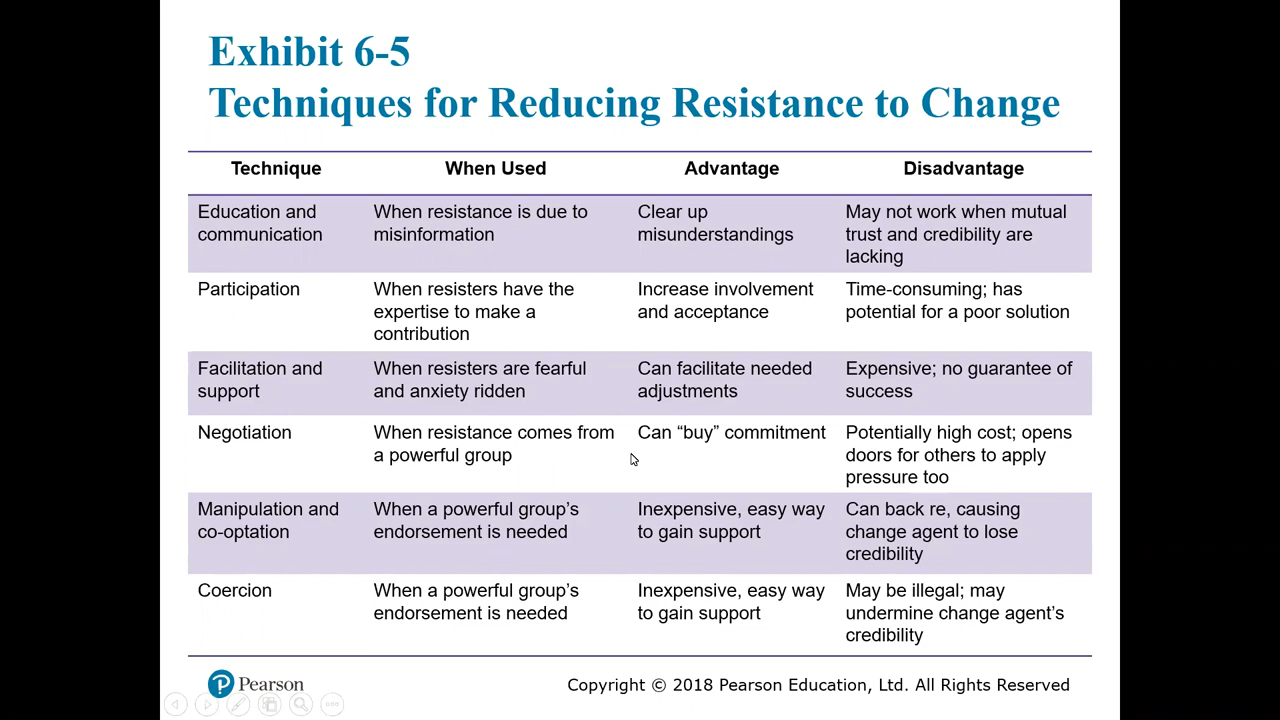 Exhibit 6-5
Techniques for Reducing Resistance to Change
Technique When Used Advantage Disadvantage
Education and communication When resistance is due to misinformation Clear up misunderstandings May not work when mutual trust and credibility are lacking
Participation When resisters have the expertise to make a contribution Increase involvement and acceptance Time-consuming; has potential for a poor solution
Facilitation and support When resisters are fearful and anxiety ridden Can facilitate needed adjustments Expensive; no guarantee of success
Negotiation When resistance comes from a powerful group Can “buy” commitment Potentially high cost; opens doors for others to apply pressure too
Manipulation and co-optation When a powerful group’s endorsement is needed Inexpensive, easy way to gain support Can back re, causing change agent to lose credibility
Coercion When a powerful group’s endorsement is needed Inexpensive, easy way to gain support May be illegal; may undermine change agent’s credibility
Pearson
Copyright © 2018 Pearson Education, Ltd. All Rights Reserved